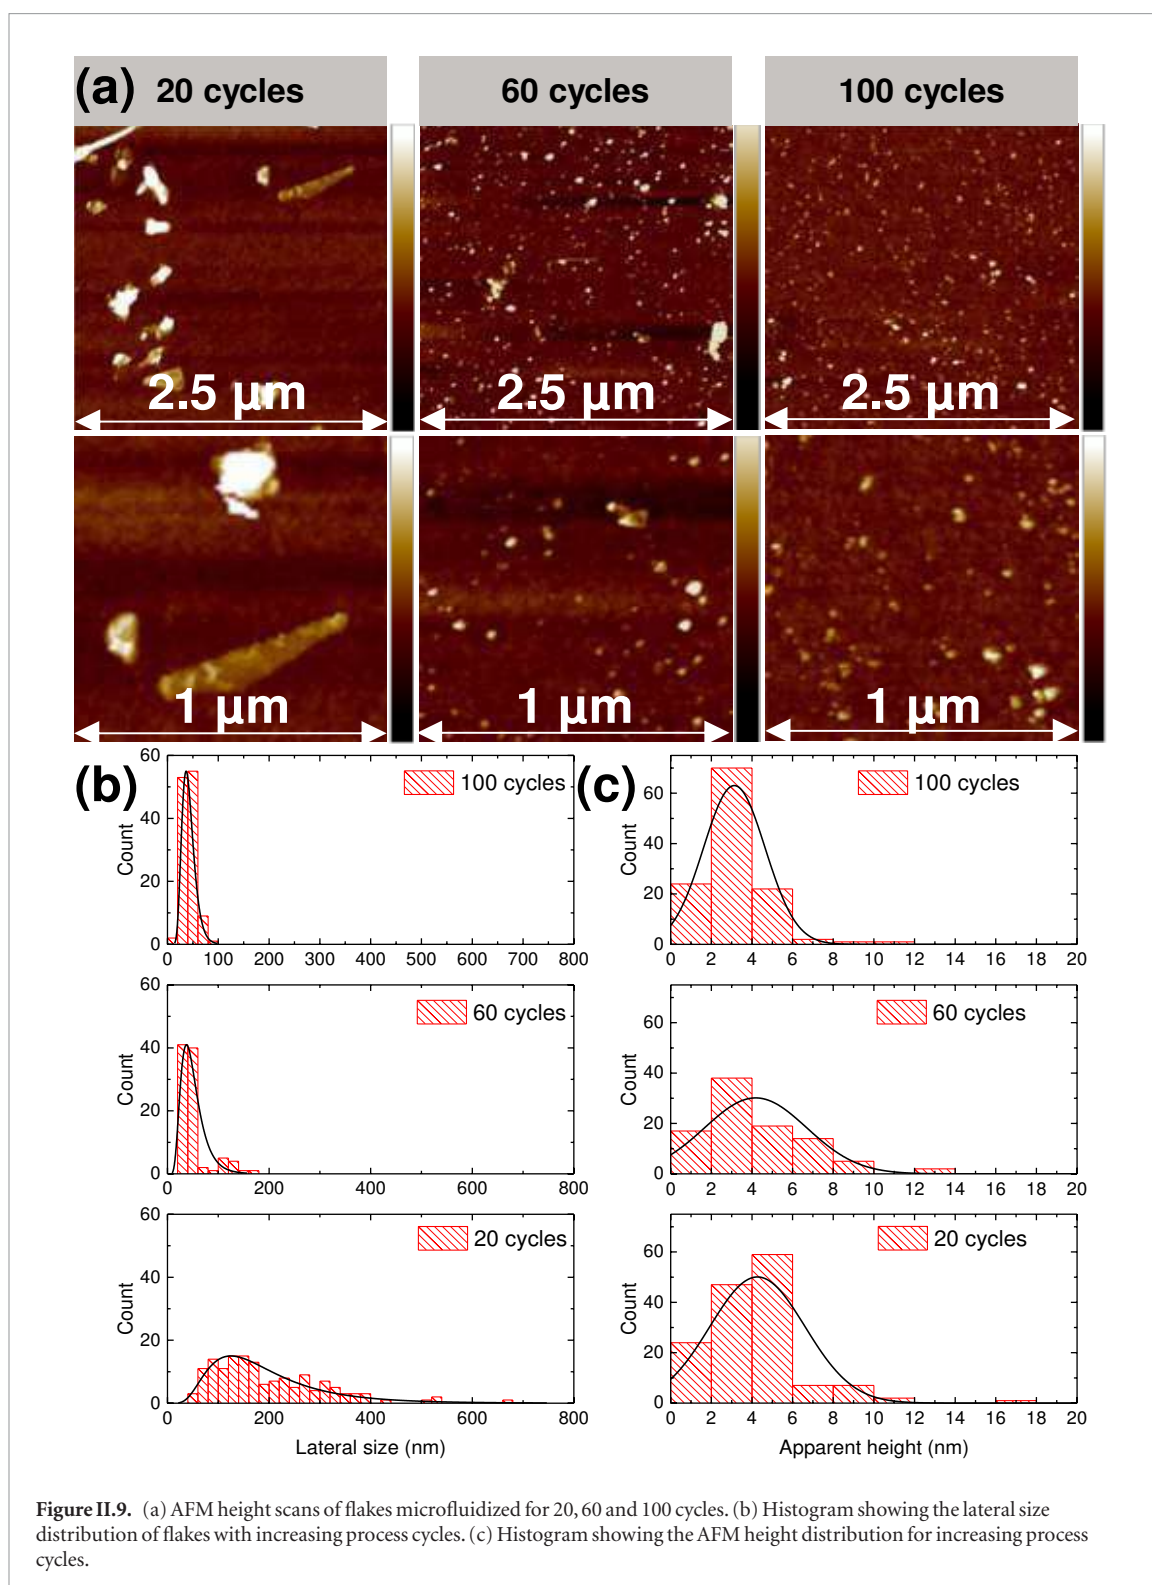 (a) 20 cycles 60 cycles 100 cycles
2.5 μm 2.5 μm 2.5 μm
1 μm 1 μm 1 μm
(b)
60
40
20
0
Count
100 cycles
0 100 200 300 400 500 600 700 800
60
40
20
0
Count
60 cycles
0 200 400 600 800
60
40
20
0
Count
20 cycles
0 200 400 600 800
Lateral size (nm)
(c)
60
40
20
0
Count
100 cycles
0 2 4 6 8 10 12 14 16 18 20
60
40
20
0
Count
60 cycles
0 2 4 6 8 10 12 14 16 18 20
60
40
20
0
Count
20 cycles
0 2 4 6 8 10 12 14 16 18 20
Apparent height (nm)
Figure II.9. (a) AFM height scans of flakes microfluidized for 20, 60 and 100 cycles. (b) Histogram showing the lateral size
distribution of flakes with increasing process cycles. (c) Histogram showing the AFM height distribution for increasing process
cycles.